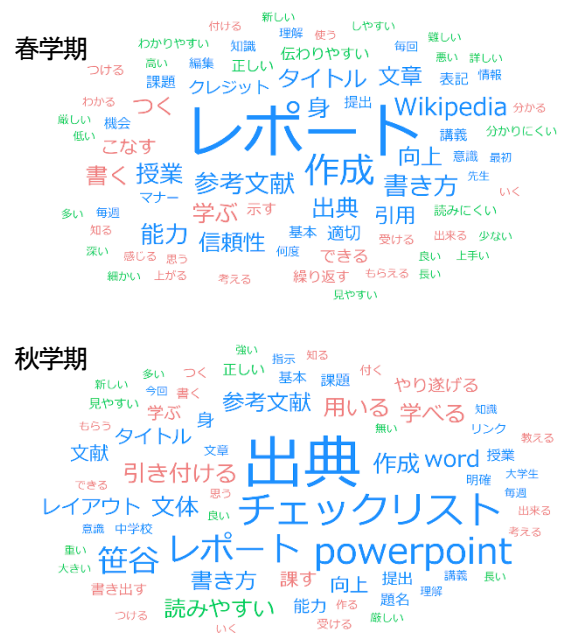 春学期
新しい
付ける 理解 使う しやすい
わかりやすい 知識 伝わりやすい 毎回 難しい
高い 編集 正しい 悪い 詳しい
つける 課題 クレジット タイトル 文章 表記 情報
わかる つく レポート 身 提出 Wikipedia 分かる
厳しい 機会 講義 分かりにくい
低い こなす 作成 向上 意識 最初
書く 授業 参考文献 書き方 先生
マナー いく
多い 毎週 学ぶ 示す 出典 引用 読みにくい
知る 能力 信頼性 基本 適切 受ける 出来る 少ない
深い 感じる 思う 何度 できる 良い 上手い
細かい 上がる 考える 繰り返す もらえる 長い
見やすい
秋学期
強い 指示 知る
多い つく 正しい 基本 課題 付く
新しい 今回 書く やり遂げる
見やすい 学ぶ 身 参考文献 用いる 学べる 知識
もらう タイトル 無い リンク
文献 文章 出典 作成 word 授業 教える
引き付ける 明確 大学生
できる 思う 毎週
レイアウト 文体 良い チェックリスト 出来る
意識 中学校 考える
重い 笹谷 レポート powerpoint
大きい
書き出す 書き方 課す 向上 提出 講義 長い
読みやすい 題名 理解
つける 能力 作る
いく 受ける 厳しい